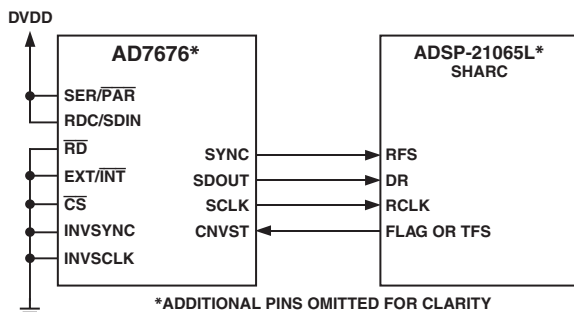 DVDD
AD7676*
ADSP-21065L*
SHARC
SER/PAR
RDC/SDIN
RD
EXT/INT
CS
INVSYNC
INVSCLK
SYNC
SDOUT
SCLK
CNVST
RFS
DR
RCLK
FLAG OR TFS
*ADDITIONAL PINS OMITTED FOR CLARITY